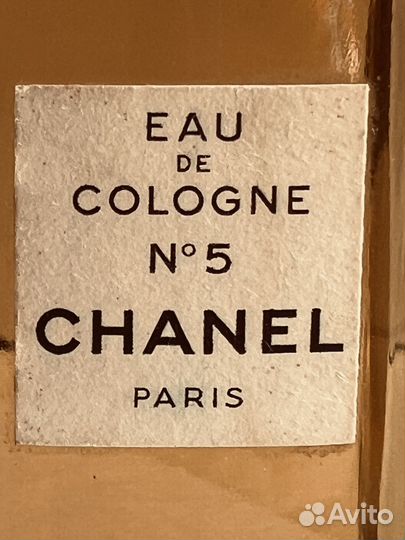 EAU
DE
COLOGNE
N° 5
CHANEL
PARIS
Avito